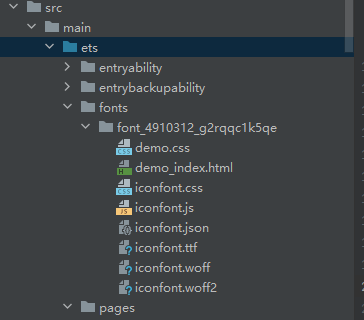 src
main
ets
entryability
entrybackupability
fonts
font_4910312_g2rqqc1k5qe
demo.css
demo_index.html
iconfont.css
iconfont.js
iconfont.json
iconfont.ttf
iconfont.woff
iconfont.woff2
pages